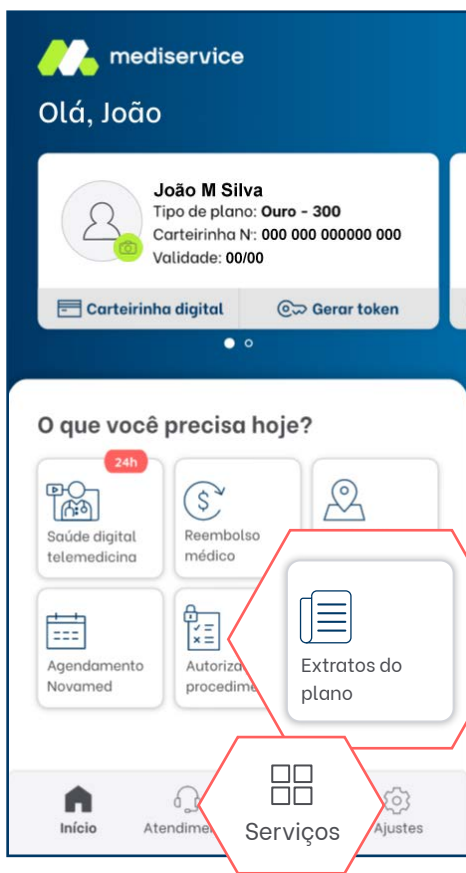 mediservice
Olá, João
João M Silva
Tipo de plano: Ouro - 300
Carteirinha N: 000 000 000000 000
Validade: 00/00
Carteirinha digital
Gerar token
O que você precisa hoje?
24h
Saúde digital
telemedicina
Reembolso
médico
Agendamento
Novamed
Autoriza
procedime
Extratos do
plano
Início
Atendime
Serviços
Ajustes